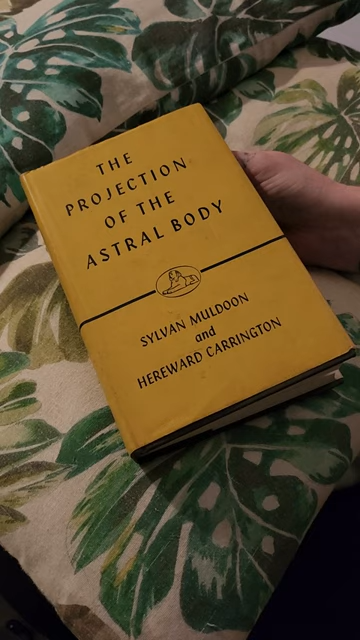 THE
PROJECTION
OF THE
ASTRAL BODY
SYLVAN MULDOON
and
HEREWARD CARRINGTON